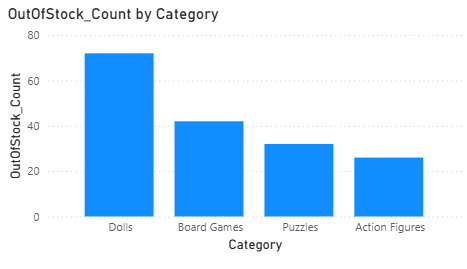 OutOfStock_Count by Category
80
60
40
20
0
OutOfStock_Count
Dolls
Board Games
Puzzles
Action Figures
Category